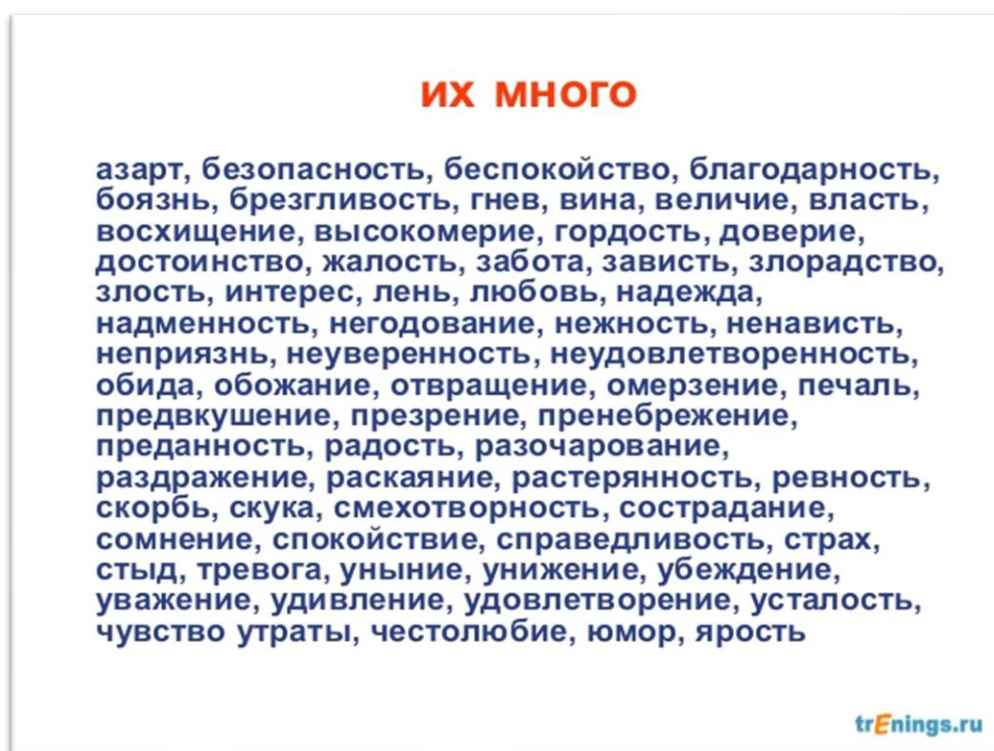 их много
азарт, безопасность, беспокойство, благодарность,
боязнь, брезгливость, гнев, вина, величие, власть,
восхищение, высокомерие, гордость, доверие,
достоинство, жалость, забота, зависть, злорадство,
злость, интерес, лень, любовь, надежда,
надменность, негодование, нежность, ненависть,
неприязнь, неуверенность, неудовлетворенность,
обида, обожание, отвращение, омерзение, печаль,
предвкушение, презрение, пренебрежение,
преданность, радость, разочарование,
раздражение, раскаяние, растерянность, ревность,
скорбь, скука, смехотворность, сострадание,
сомнение, спокойствие, справедливость, страх,
стыд, тревога, уныние, унижение, убеждение,
уважение, удивление, удовлетворение, усталость,
чувство утраты, честолюбие, юмор, ярость
trEnings.ru